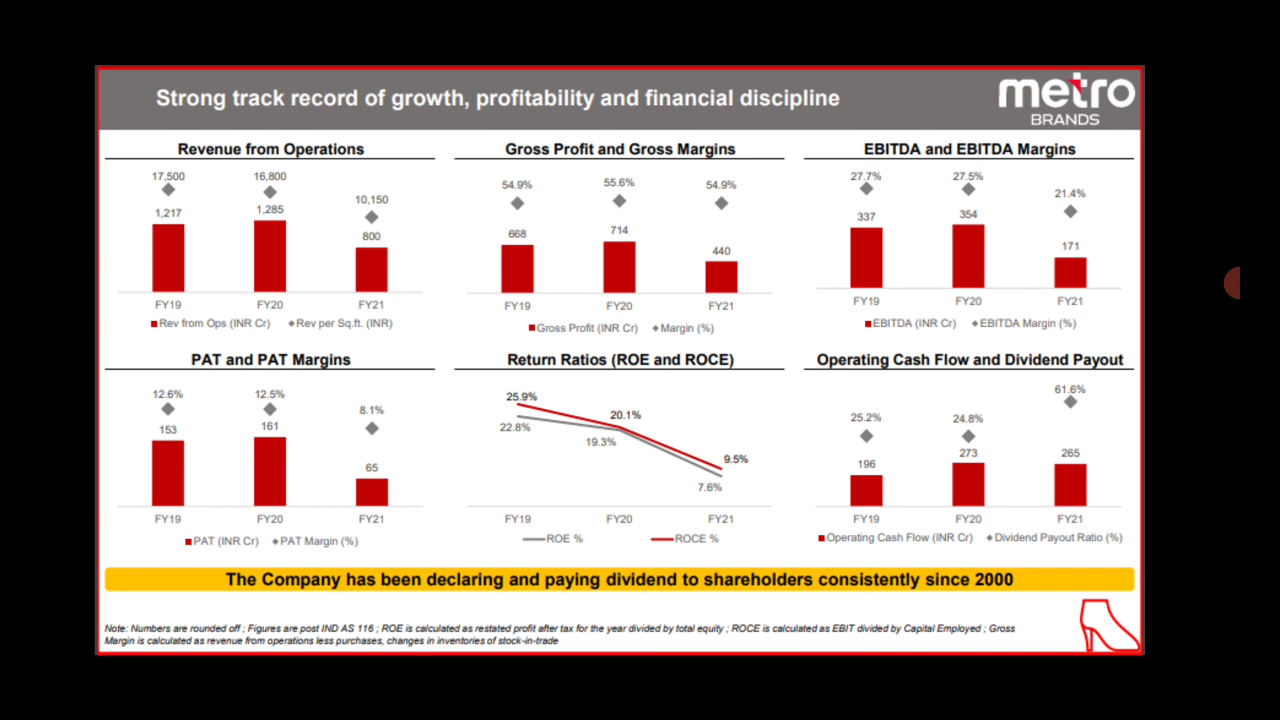 Strong track record of growth, profitability and financial discipline
metro
BRANDS
Revenue from Operations
17,500
16,800
10,150
1,217
1,285
800
FY19
FY20
FY21
Rev from Ops (INR Cr)
Rev per Sq.ft. (INR)
Gross Profit and Gross Margins
54.9%
55.6%
54.9%
668
714
440
FY19
FY20
FY21
Gross Profit (INR Cr)
Margin (%)
EBITDA and EBITDA Margins
27.7%
27.5%
21.4%
337
354
171
FY19
FY20
FY21
EBITDA (INR Cr)
EBITDA Margin (%)
PAT and PAT Margins
12.6%
12.5%
8.1%
153
161
65
FY19
FY20
FY21
PAT (INR Cr)
PAT Margin (%)
Return Ratios (ROE and ROCE)
25.9%
20.1%
9.5%
22.8%
19.3%
7.6%
FY19
FY20
FY21
ROE %
ROCE %
Operating Cash Flow and Dividend Payout
25.2%
24.8%
61.6%
196
273
265
FY19
FY20
FY21
Operating Cash Flow (INR Cr)
Dividend Payout Ratio (%)
The Company has been declaring and paying dividend to shareholders consistently since 2000
Note: Numbers are rounded off ; Figures are post IND AS 116 ; ROE is calculated as restated profit after tax for the year divided by total equity ; ROCE is calculated as EBIT divided by Capital Employed ; Gross
Margin is calculated as revenue from operations less purchases, changes in inventories of stock-in-trade